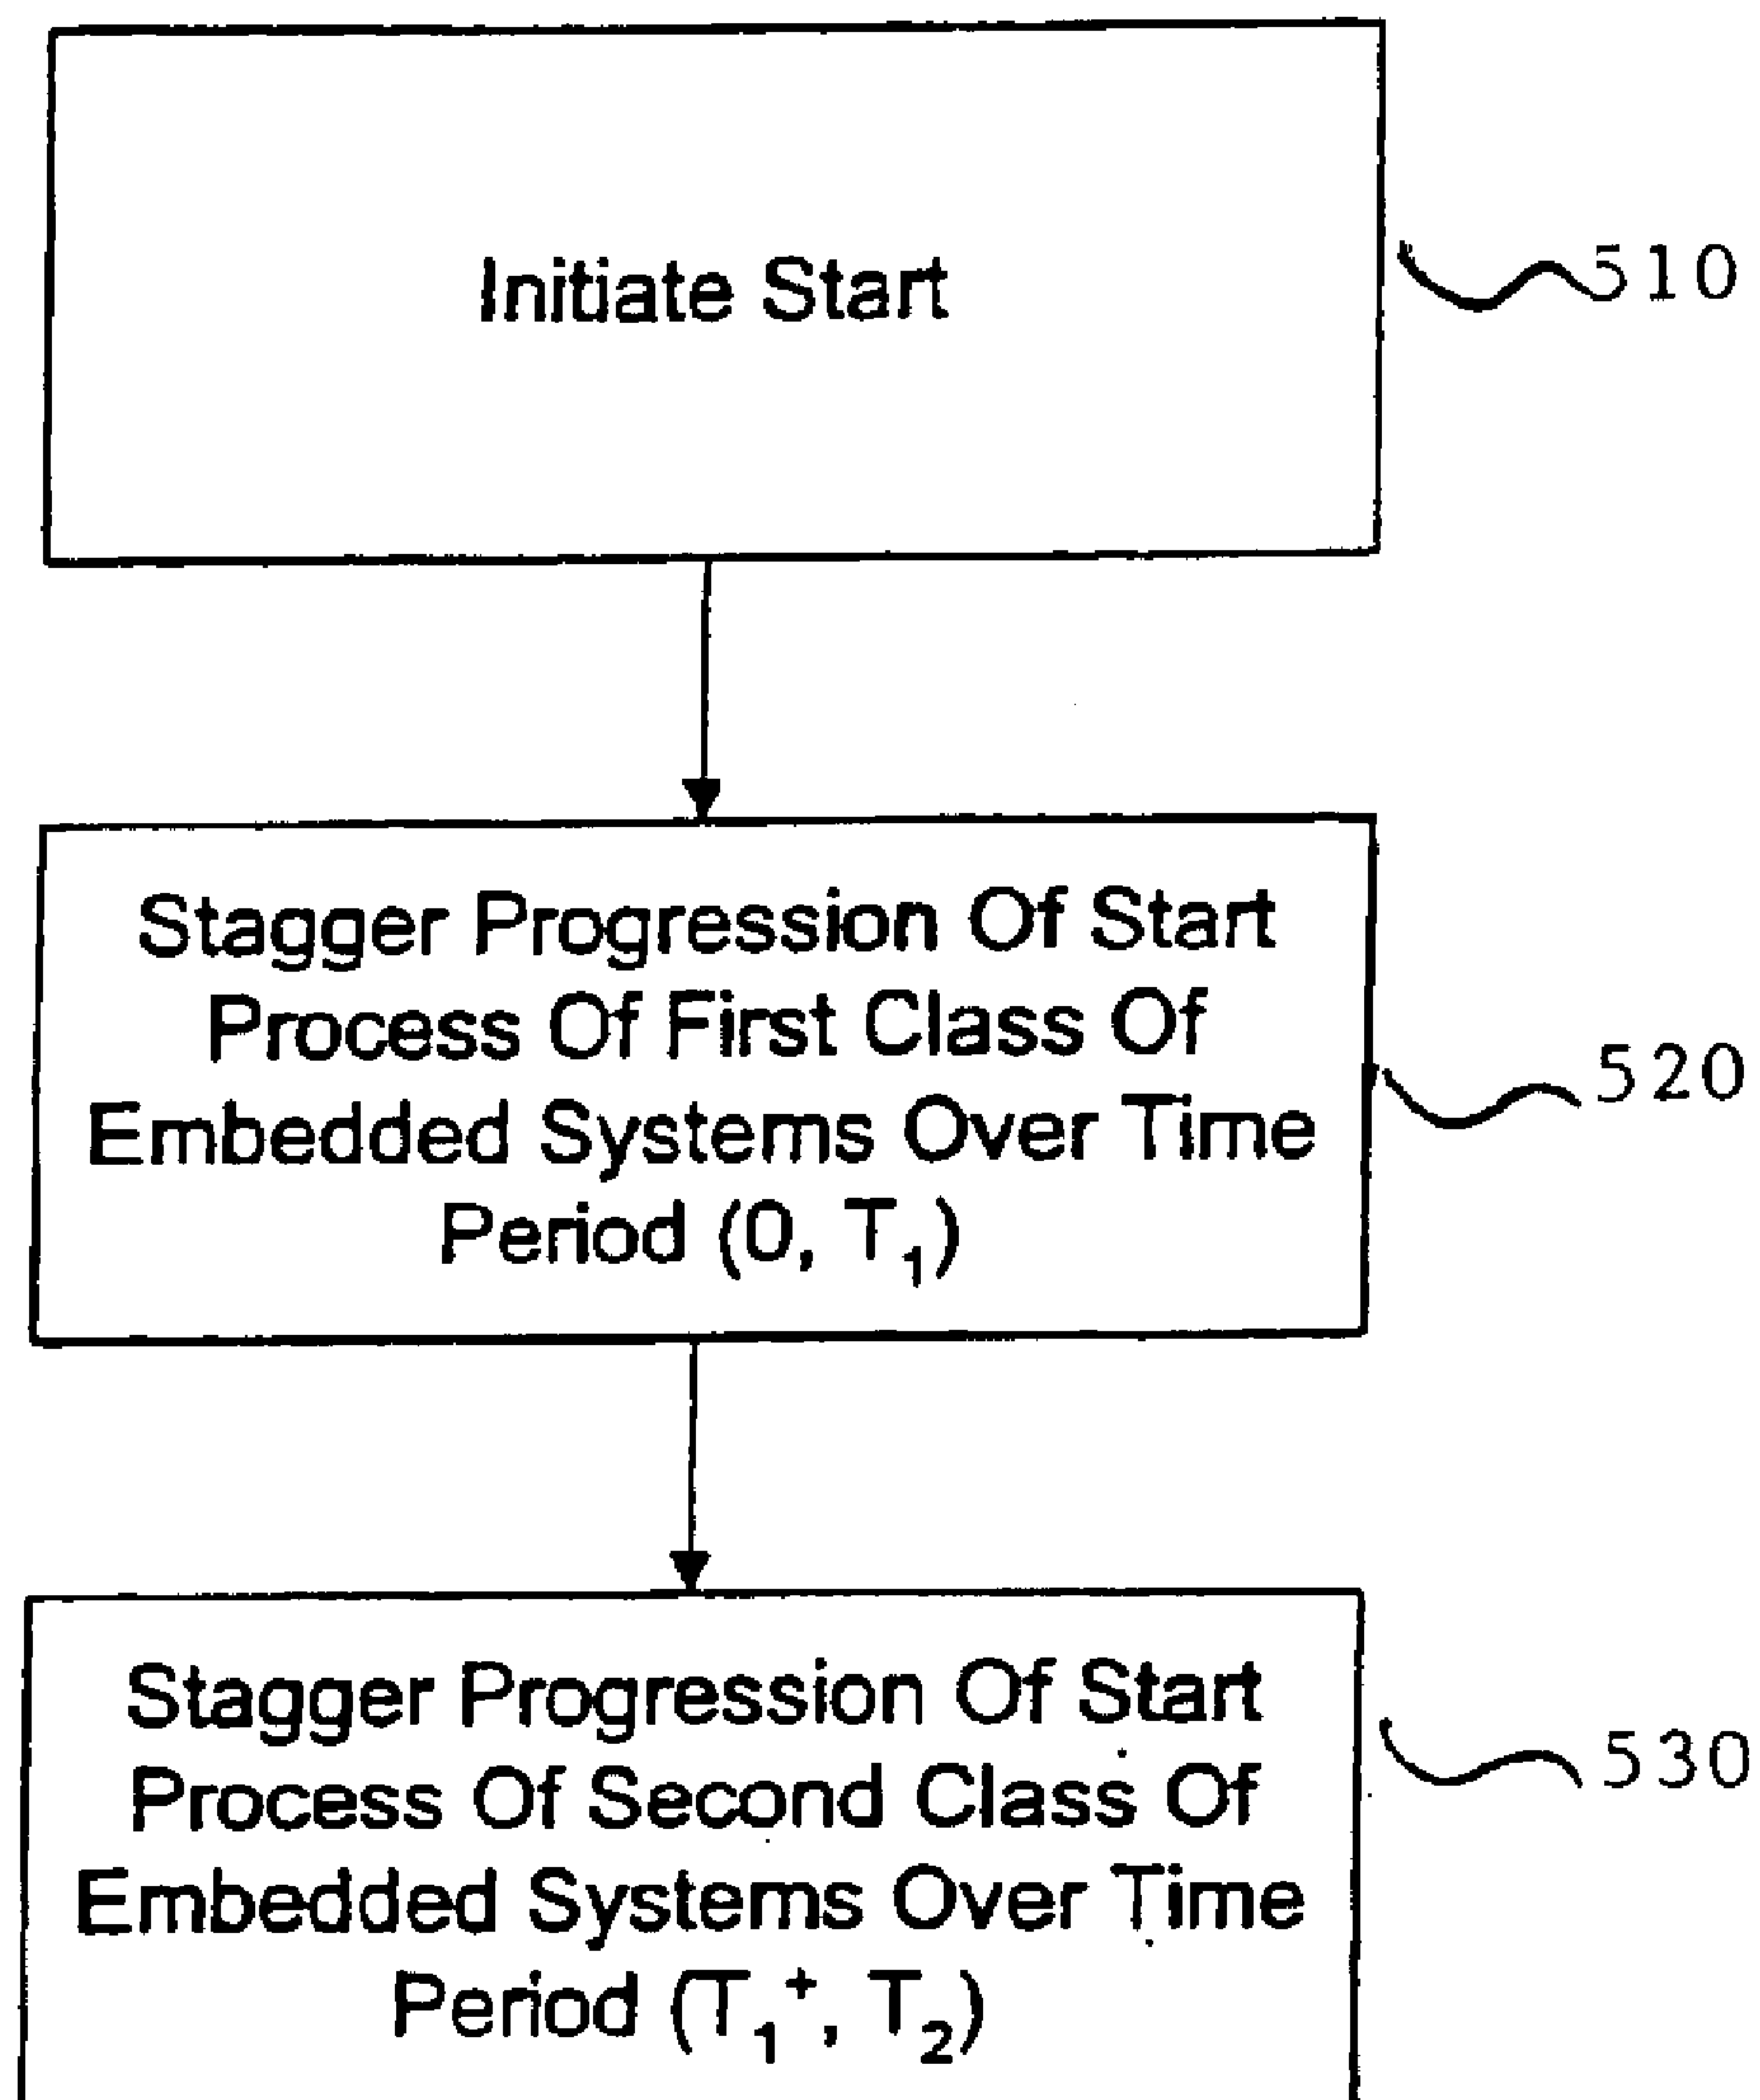 Initiate Start
510
Stagger Progression Of Start
Process Of First Class Of
Embedded Systems Over Time
Period (0, T₁)
520
Stagger Progression Of Start
Process Of Second Class Of
Embedded Systems Over Time
Period (T₁⁺, T₂)
530